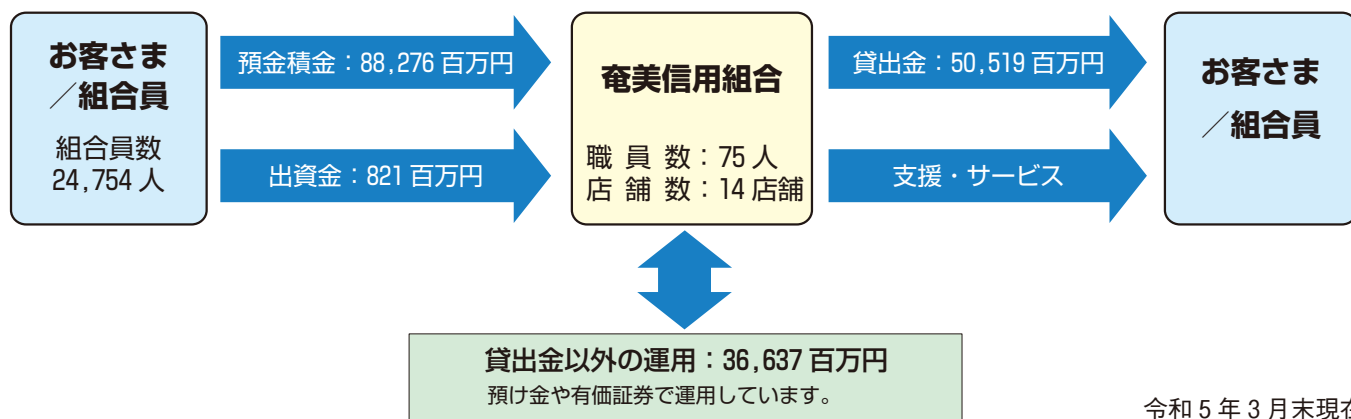 お客さま
／組合員
組合員数
24,754 人
預金積金：88,276 百万円
出資金：821 百万円
奄美信用組合
職員数：75 人
店舗数：14 店舗
貸出金：50,519 百万円
支援・サービス
お客さま
／組合員
貸出金以外の運用：36,637 百万円
預け金や有価証券で運用しています。
令和 5 年 3 月末現在